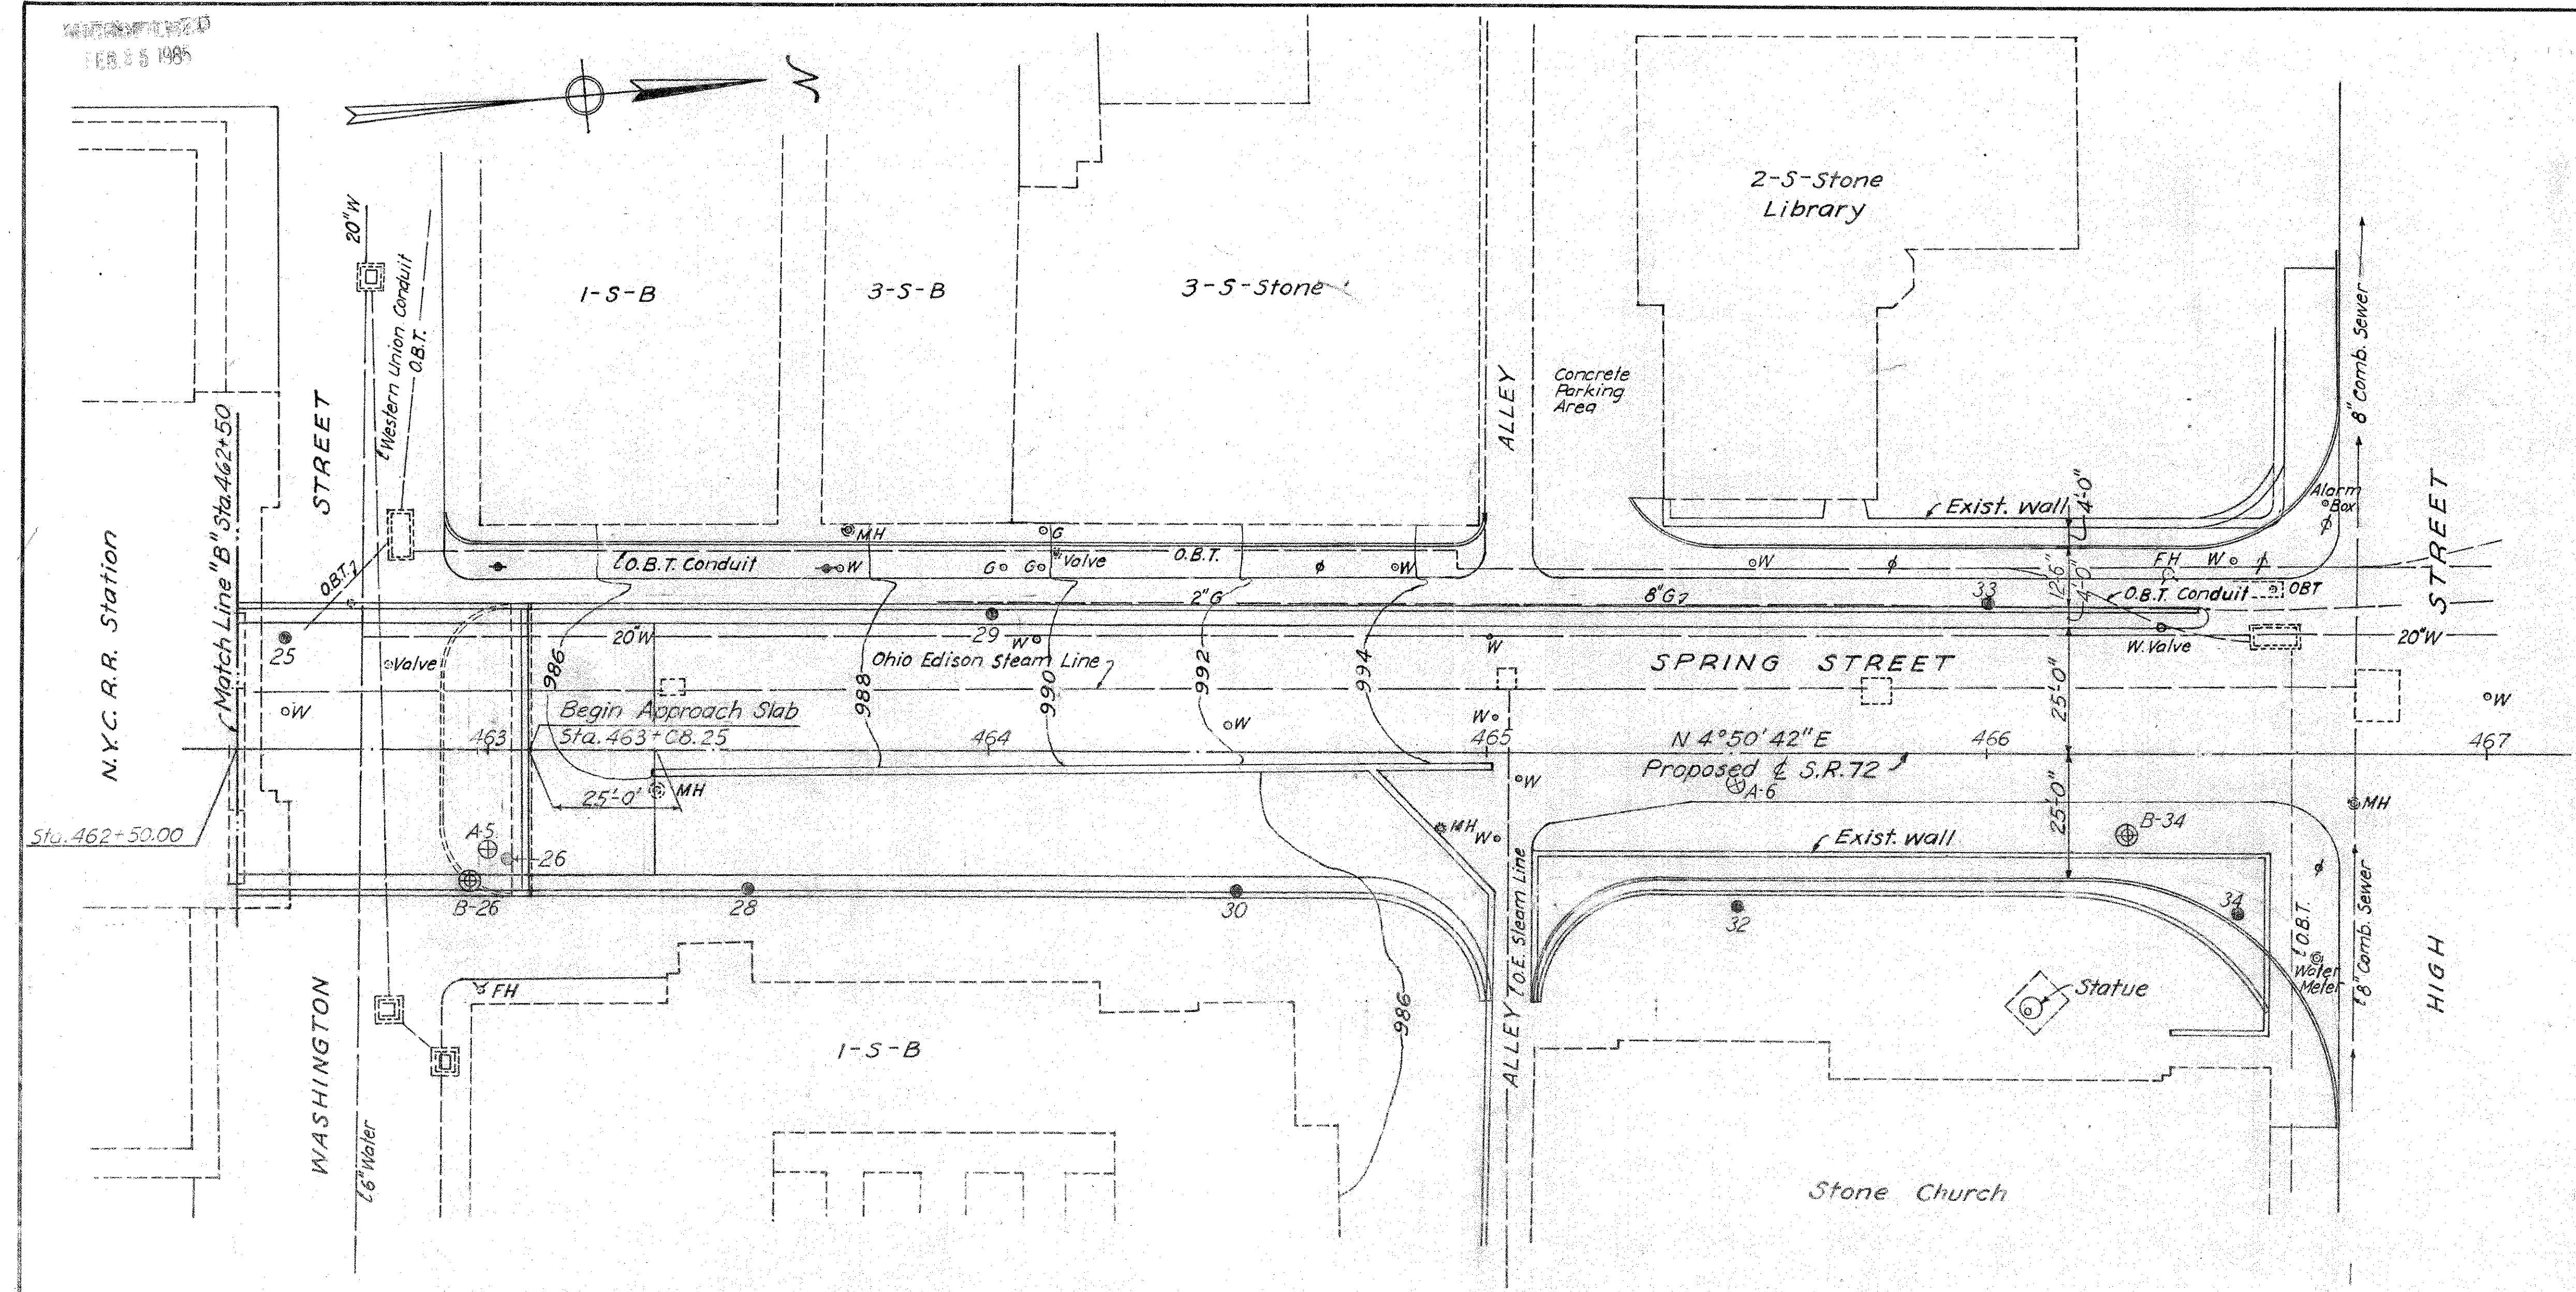 FEB 25 1985
N
20"W
Western Union Conduit
O.B.T.
1-S-B
3-S-B
3-S-Stone
2-S-Stone
Library
ALLEY
Concrete
Parking
Area
8" Comb. Sewer
STREET
STREET
Match Line "B" Sta.462+50
N.Y.C. R.R. Station
O.B.T.
MH
G
Valve
O.B.T.
O.B.T. Conduit
W
G
G
W
Exist. wall
4'-0"
Alarm
Box
W
FH
W
12'-6"
4'-0"
O.B.T. Conduit
OBT
2"G
8"G
33
25
29
20"W
W
W
W. Valve
20"W
Valve
Ohio Edison Steam Line
SPRING STREET
W
986
988
990
992
994
W
W
W
25'-0"
Begin Approach Slab
Sta.463+08.25
463
464
465
N 4°50'42"E
466
467
Proposed ℄ S.R.72
25'-0"
MH
W
A-6
25'-0"
MH
Sta.462+50.00
A-5
26
MH
W
Exist. wall
B-34
B-26
28
30
32
34
O.E. Steam Line
O.B.T.
Water
Meter
8" Comb. Sewer
HIGH
WASHINGTON
FH
1-S-B
986
ALLEY
Statue
6" Water
Stone Church